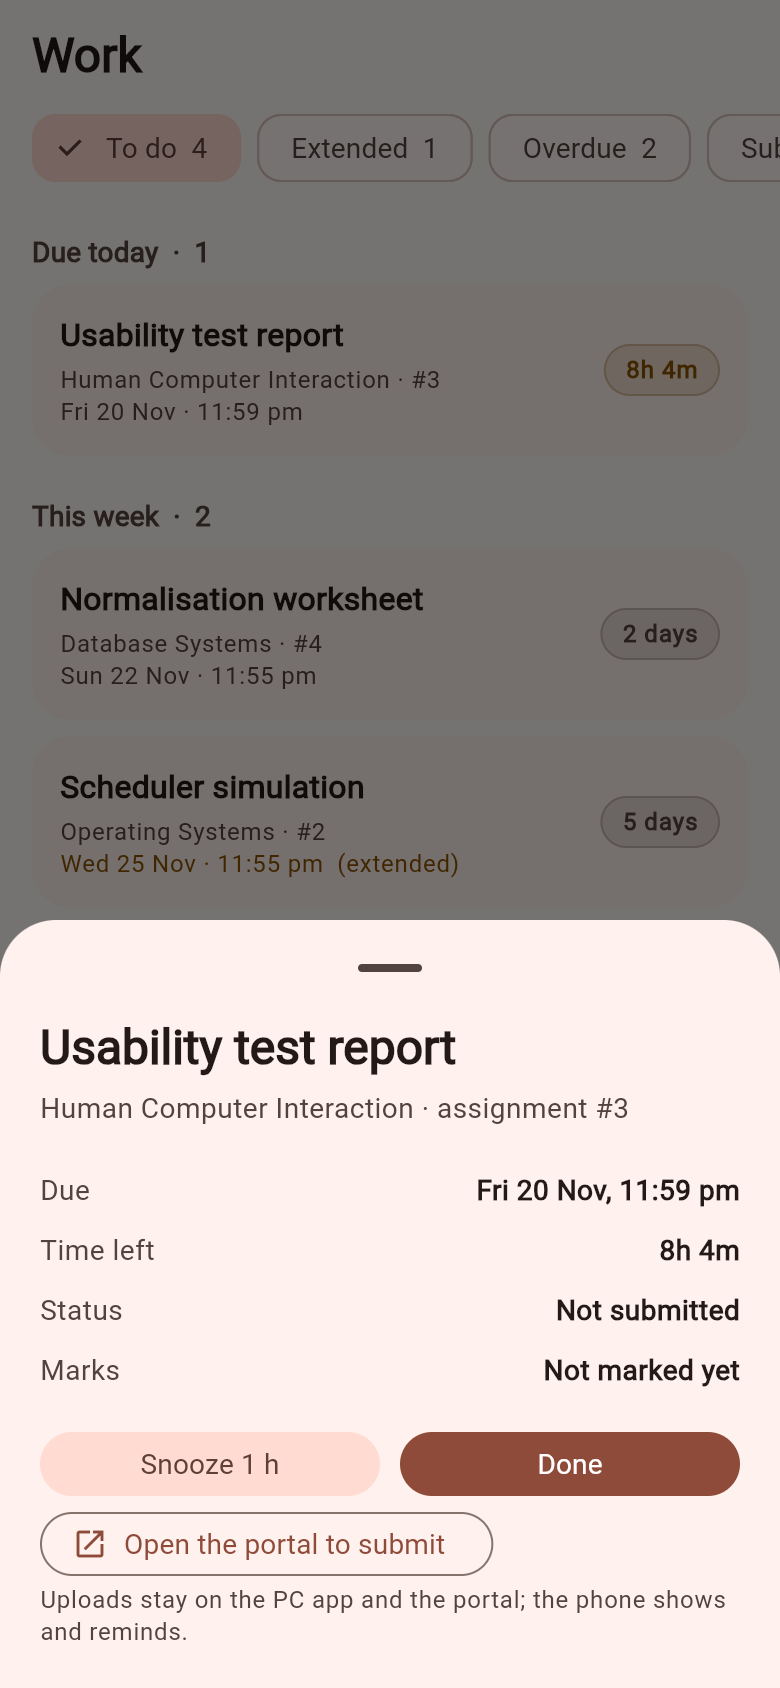 Work
To do 4
Extended 1
Overdue 2
Sub
Due today · 1
Usability test report
Human Computer Interaction · #3
Fri 20 Nov · 11:59 pm
8h 4m
This week · 2
Normalisation worksheet
Database Systems · #4
Sun 22 Nov · 11:55 pm
2 days
Scheduler simulation
Operating Systems · #2
Wed 25 Nov · 11:55 pm (extended)
5 days
Usability test report
Human Computer Interaction · assignment #3
Due Fri 20 Nov, 11:59 pm
Time left 8h 4m
Status Not submitted
Marks Not marked yet
Snooze 1 h
Done
Open the portal to submit
Uploads stay on the PC app and the portal; the phone shows
and reminds.